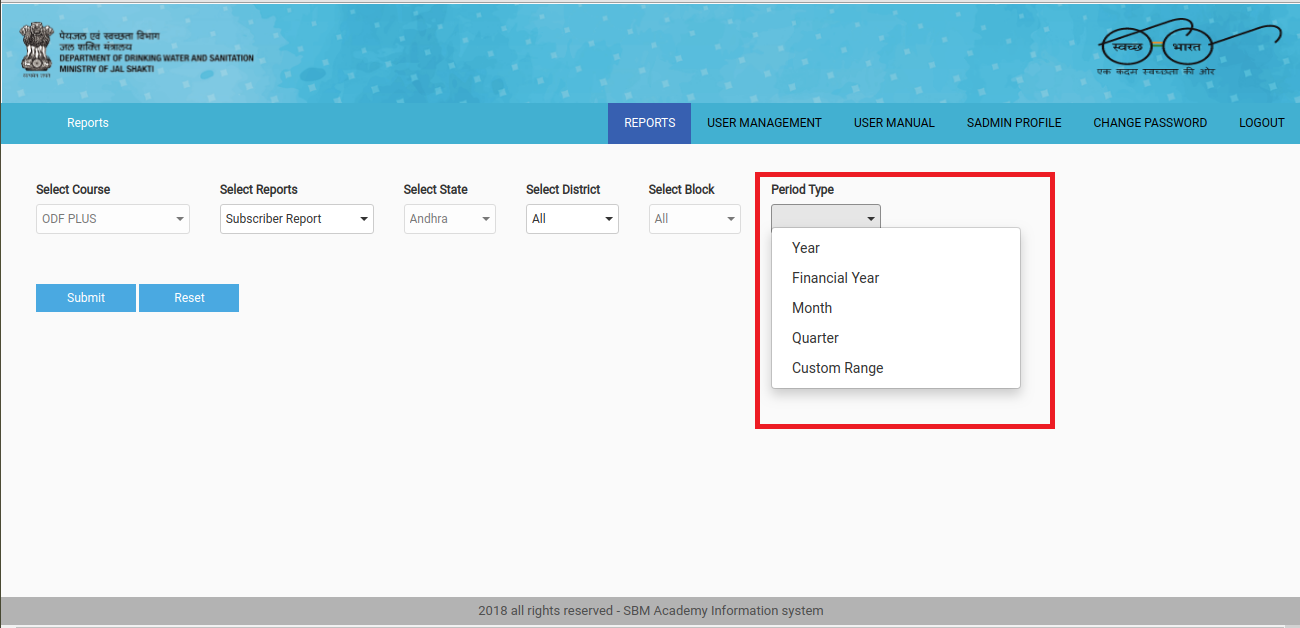 पेयजल एवं स्वच्छता विभाग
जल शक्ति मंत्रालय
DEPARTMENT OF DRINKING WATER AND SANITATION
MINISTRY OF JAL SHAKTI
स्वच्छ भारत
एक कदम स्वच्छता की ओर
Reports REPORTS USER MANAGEMENT USER MANUAL SADMIN PROFILE CHANGE PASSWORD LOGOUT
Select Course Select Reports Select State Select District Select Block Period Type
ODF PLUS Subscriber Report Andhra All All
Year
Financial Year
Month
Quarter
Custom Range
Submit Reset
2018 all rights reserved - SBM Academy Information system